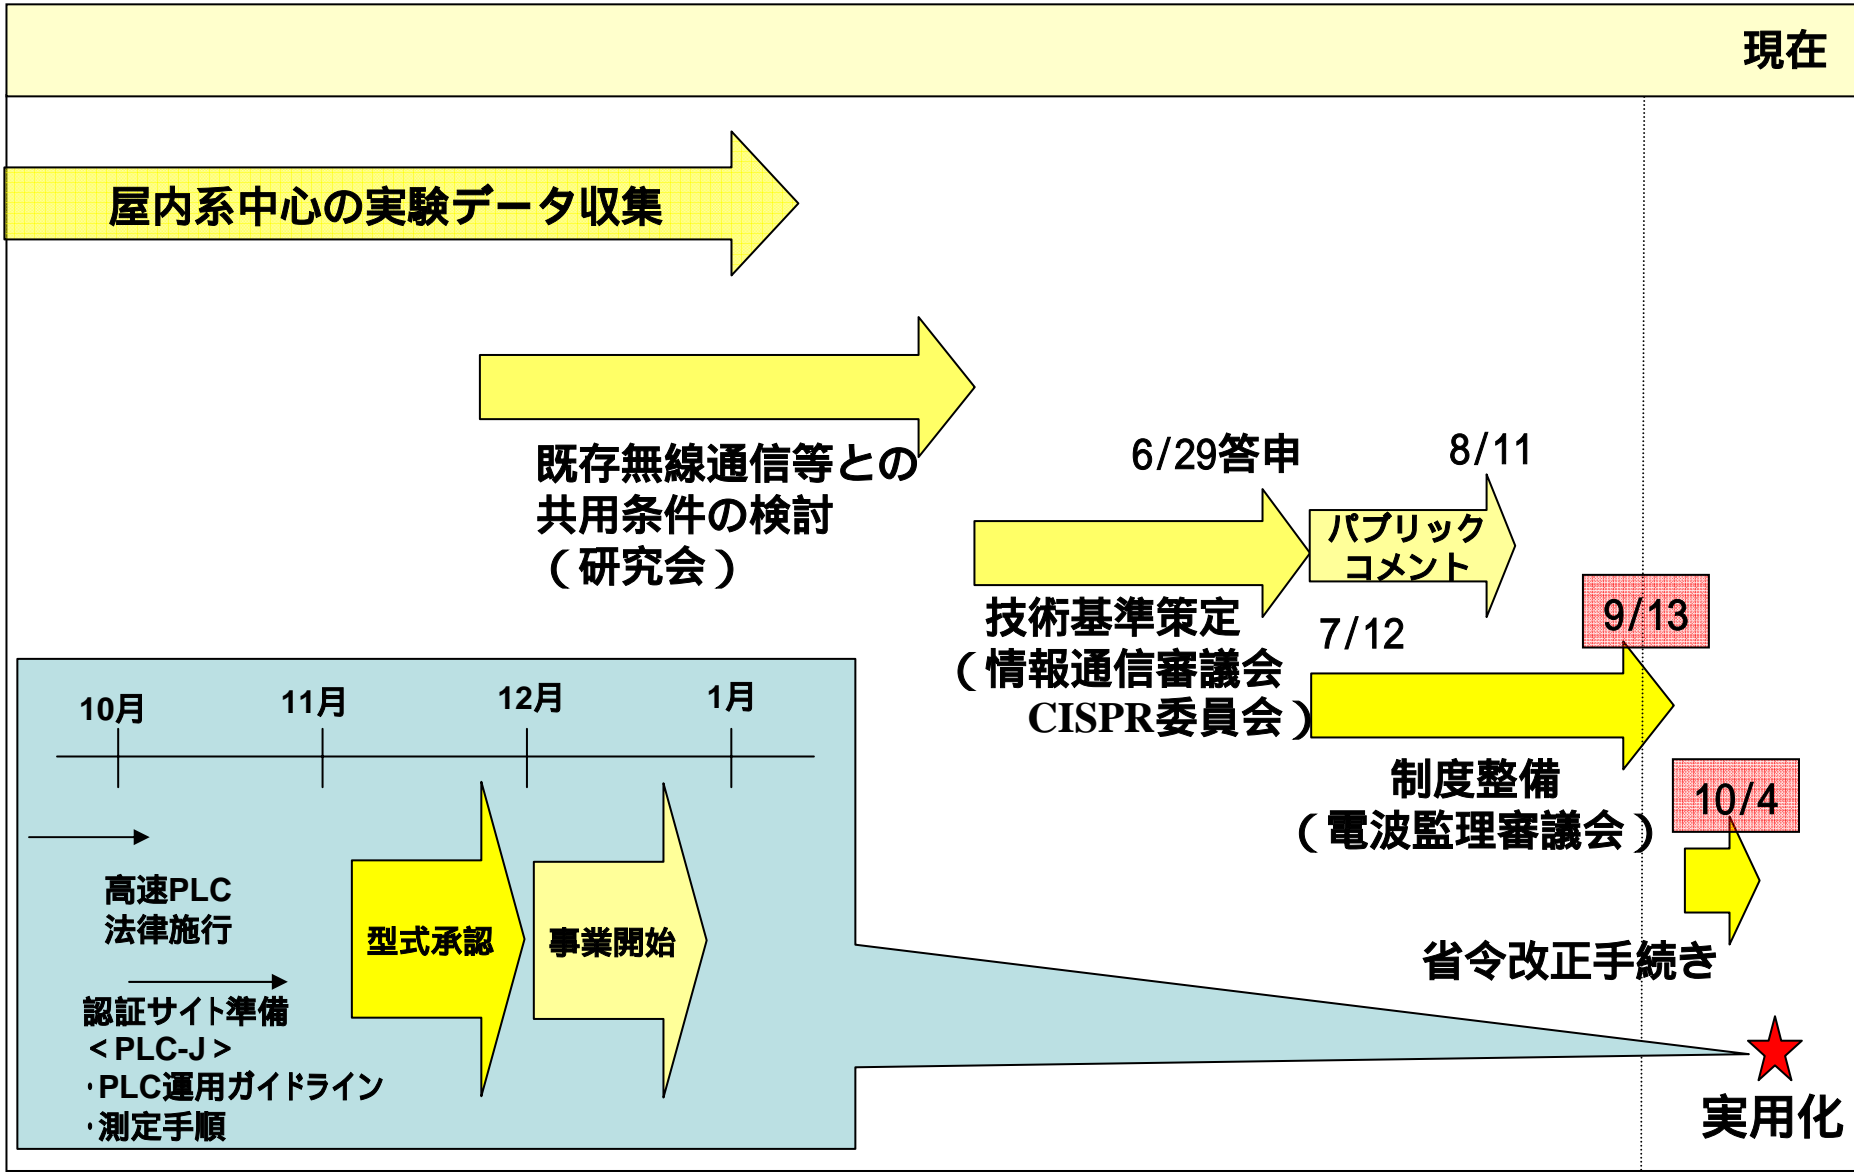 現在
屋内系中心の実験データ収集
既存無線通信等との
共用条件の検討
（研究会）
6/29答申
8/11
パブリック
コメント
技術基準策定
（情報通信審議会
CISPR委員会）
7/12
9/13
制度整備
（電波監理審議会）
10/4
省令改正手続き
実用化
10月
11月
12月
1月
高速PLC
法律施行
型式承認
事業開始
認証サイト準備
＜PLC-J＞
・PLC運用ガイドライン
・測定手順